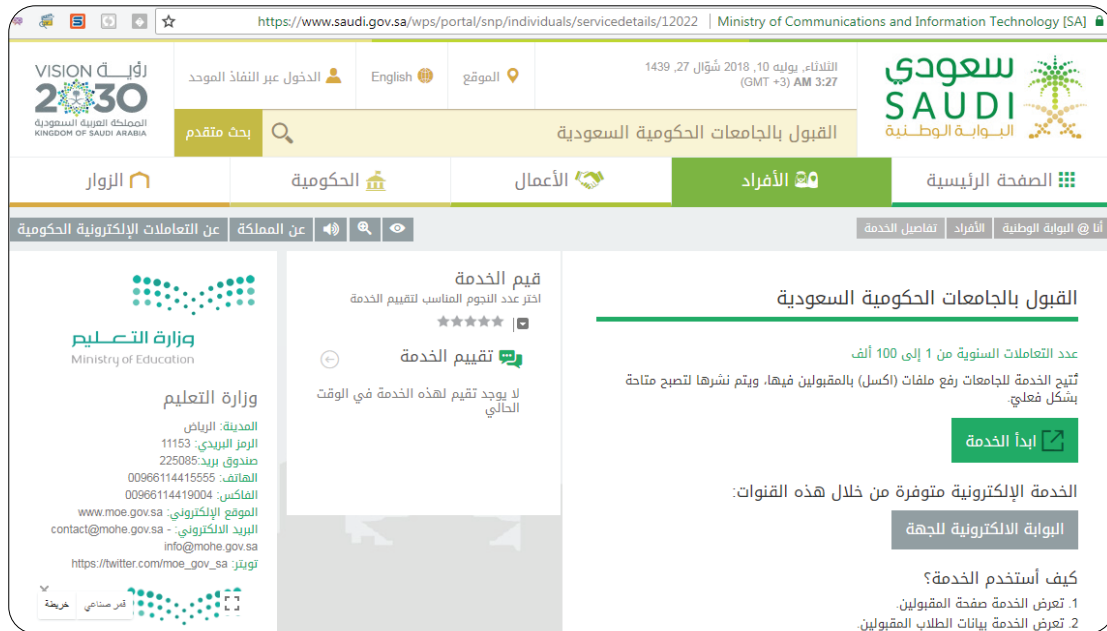 https://www.saudi.gov.sa/wps/portal/snp/individuals/servicedetails/12022 | Ministry of Communications and Information Technology [SA]
سعودي
SAUDI
البــوابــة الوطــنية
الثلاثاء, يوليه 10, 2018 شوّال 27, 1439
(GMT +3) AM 3:27
الموقع
English
الدخول عبر النفاذ الموحد
VISION رؤيــة
2030
المملكة العربية السعودية
KINGDOM OF SAUDI ARABIA
القبول بالجامعات الحكومية السعودية
بحث متقدم
الصفحة الرئيسية
الأفراد
الأعمال
الحكومية
الزوار
أنا @ البوابة الوطنية
الأفراد
تفاصيل الخدمة
عن المملكة
عن التعاملات الإلكترونية الحكومية
القبول بالجامعات الحكومية السعودية
عدد التعاملات السنوية من 1 إلى 100 ألف
تُتيح الخدمة للجامعات رفع ملفات (اكسل) بالمقبولين فيها، ويتم نشرها لتصبح متاحة
بشكل فعليّ.
ابدأ الخدمة
الخدمة الإلكترونية متوفرة من خلال هذه القنوات:
البوابة الالكترونية للجهة
كيف أستخدم الخدمة؟
1. تعرض الخدمة صفحة المقبولين.
2. تعرض الخدمة بيانات الطلاب المقبولين.
قيم الخدمة
اختر عدد النجوم المناسب لتقييم الخدمة
تقييم الخدمة
لا يوجد تقيم لهذه الخدمة في الوقت
الحالي
وزارة التعـــليم
Ministry of Education
وزارة التعليم
المدينة: الرياض
الرمز البريدي: 11153
صندوق بريد:225085
الهاتف: 00966114415555
الفاكس: 00966114419004
الموقع الإلكتروني: www.moe.gov.sa
البريد الالكتروني: contact@mohe.gov.sa -
info@mohe.gov.sa
تويتر: https://twitter.com/moe_gov_sa
قمر صناعي
خريطة